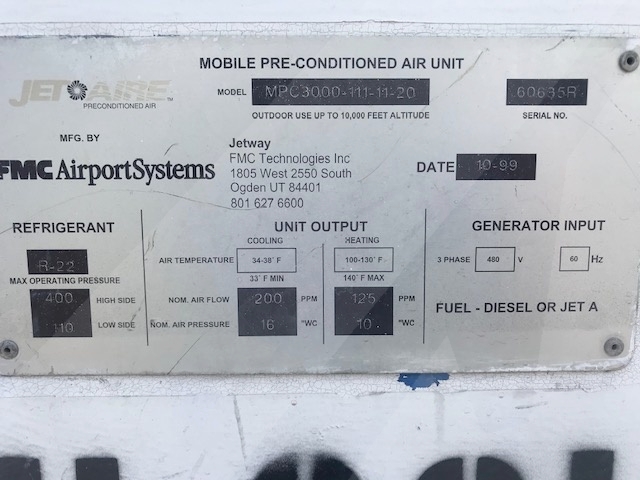 MOBILE PRE-CONDITIONED AIR UNIT
JET AIRE™
PRECONDITIONED AIR
MODEL MPC3000-111-11-20
60635R
OUTDOOR USE UP TO 10,000 FEET ALTITUDE
SERIAL NO.
MFG. BY
FMC AirportSystems
Jetway
FMC Technologies Inc
1805 West 2550 South
Ogden UT 84401
801 627 6600
DATE 10-99
REFRIGERANT
R-22
MAX OPERATING PRESSURE
400 HIGH SIDE
110 LOW SIDE
UNIT OUTPUT
COOLING HEATING
AIR TEMPERATURE 34-38° F 100-130° F
33° F MIN 140° F MAX
NOM. AIR FLOW 200 PPM 125 PPM
NOM. AIR PRESSURE 16 "WC 10 "WC
GENERATOR INPUT
3 PHASE 480 V 60 Hz
FUEL - DIESEL OR JET A